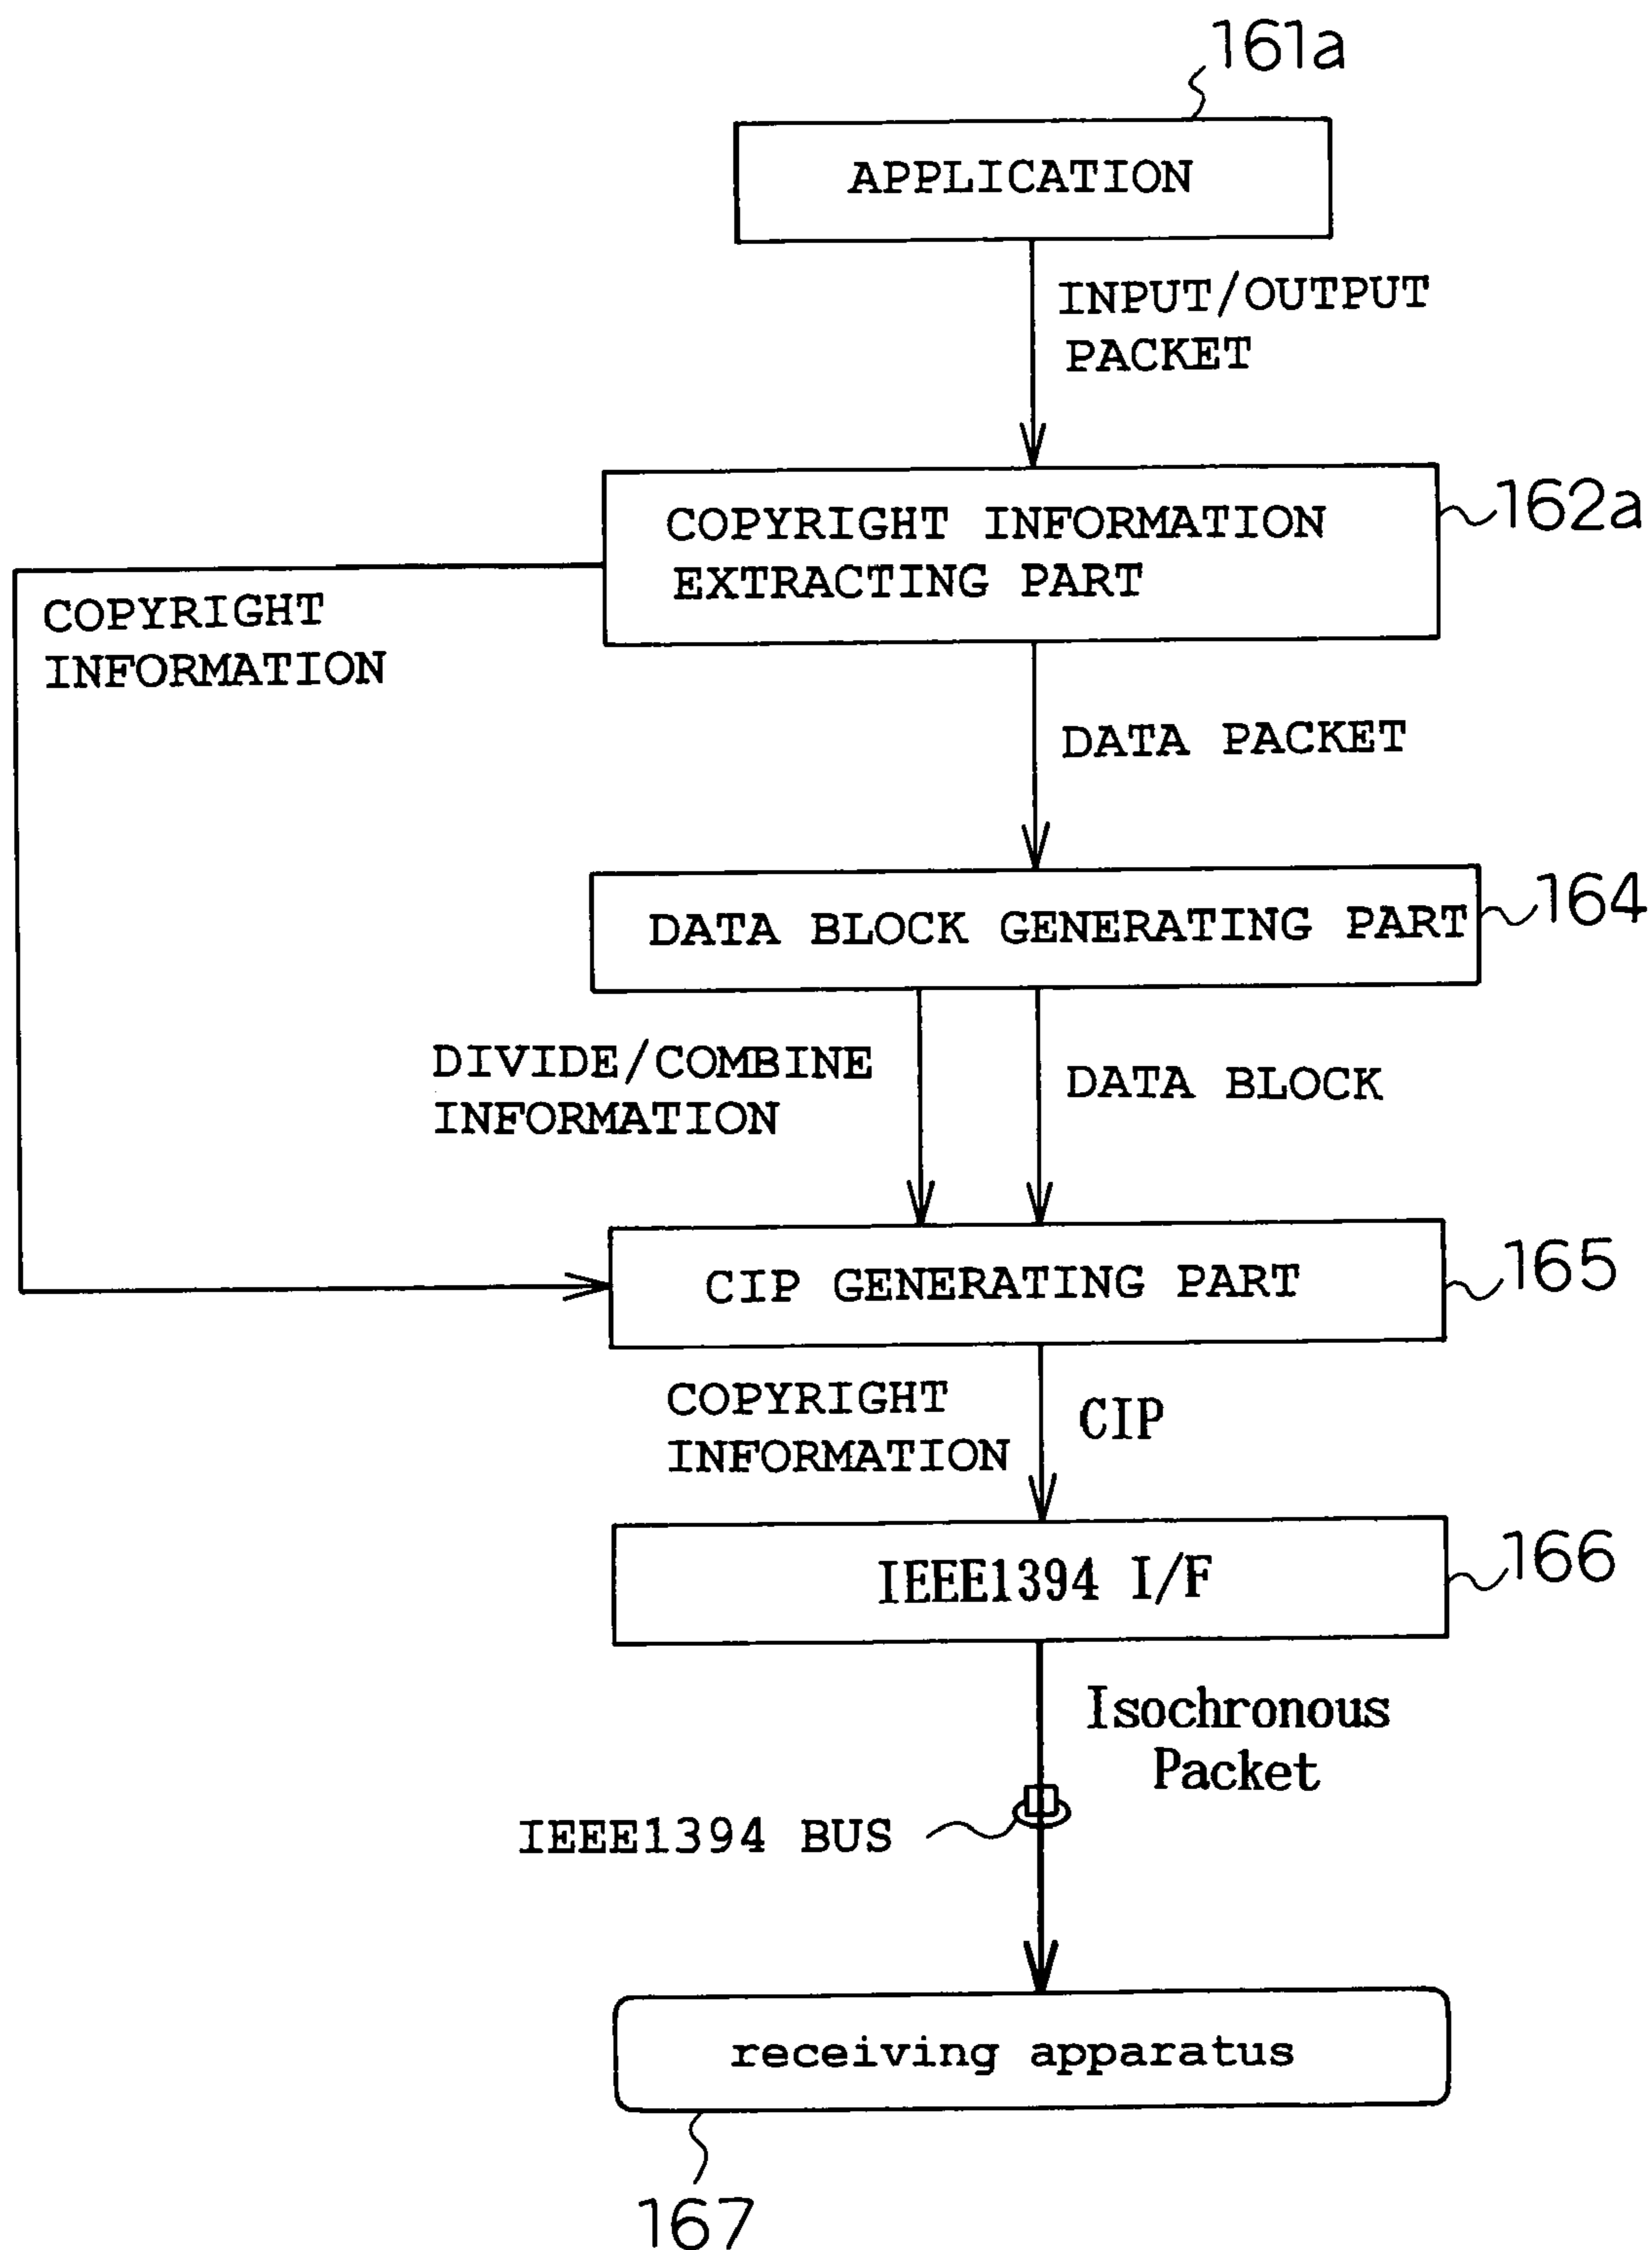 161a
APPLICATION
INPUT/OUTPUT
PACKET
COPYRIGHT INFORMATION
EXTRACTING PART
162a
COPYRIGHT
INFORMATION
DATA PACKET
DATA BLOCK GENERATING PART
164
DIVIDE/COMBINE
INFORMATION
DATA BLOCK
CIP GENERATING PART
165
COPYRIGHT
INFORMATION
CIP
IEEE1394 I/F
166
Isochronous
Packet
IEEE1394 BUS
receiving apparatus
167